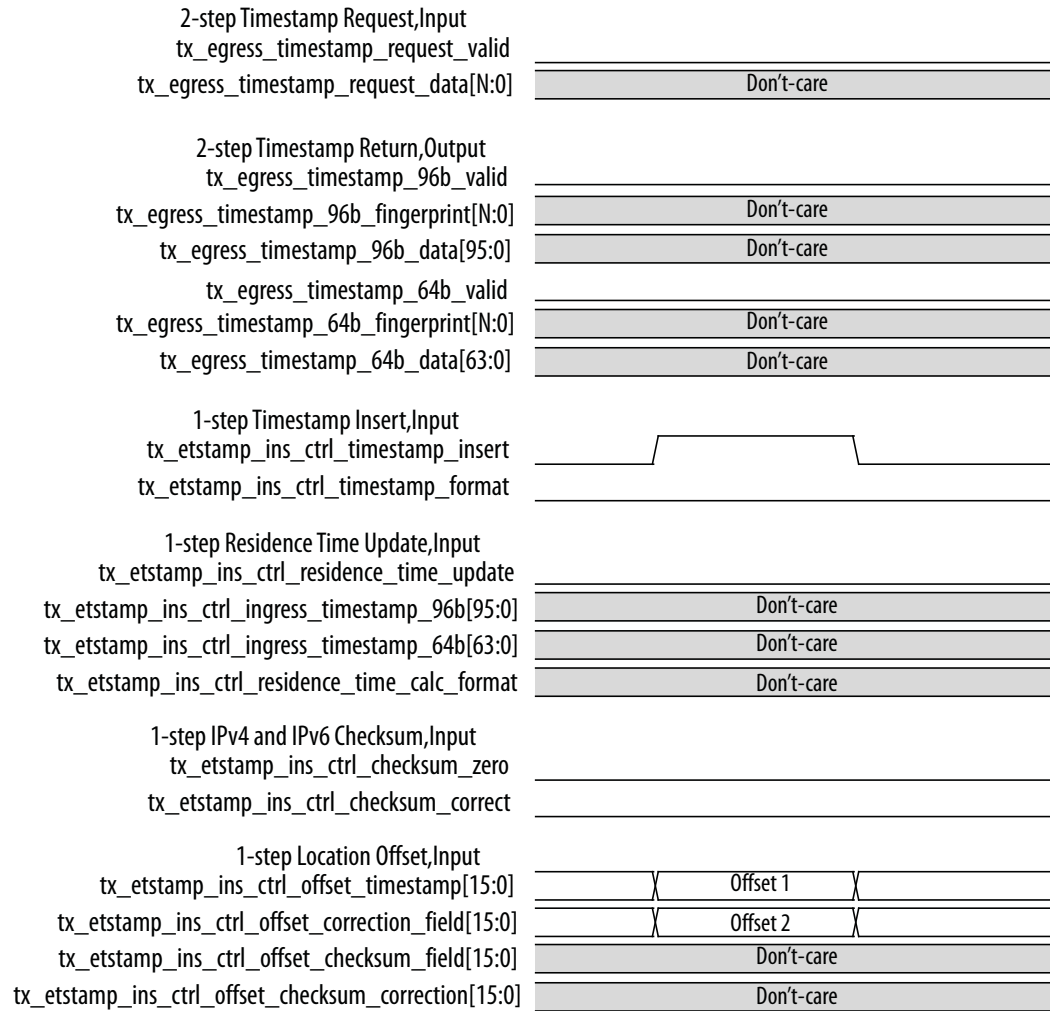 2-step Timestamp Request,Input
tx_egress_timestamp_request_valid
tx_egress_timestamp_request_data[N:0] Don't-care
2-step Timestamp Return,Output
tx_egress_timestamp_96b_valid
tx_egress_timestamp_96b_fingerprint[N:0] Don't-care
tx_egress_timestamp_96b_data[95:0] Don't-care
tx_egress_timestamp_64b_valid
tx_egress_timestamp_64b_fingerprint[N:0] Don't-care
tx_egress_timestamp_64b_data[63:0] Don't-care
1-step Timestamp Insert,Input
tx_etstamp_ins_ctrl_timestamp_insert
tx_etstamp_ins_ctrl_timestamp_format
1-step Residence Time Update,Input
tx_etstamp_ins_ctrl_residence_time_update
tx_etstamp_ins_ctrl_ingress_timestamp_96b[95:0] Don't-care
tx_etstamp_ins_ctrl_ingress_timestamp_64b[63:0] Don't-care
tx_etstamp_ins_ctrl_residence_time_calc_format Don't-care
1-step IPv4 and IPv6 Checksum,Input
tx_etstamp_ins_ctrl_checksum_zero
tx_etstamp_ins_ctrl_checksum_correct
1-step Location Offset,Input
tx_etstamp_ins_ctrl_offset_timestamp[15:0] Offset 1
tx_etstamp_ins_ctrl_offset_correction_field[15:0] Offset 2
tx_etstamp_ins_ctrl_offset_checksum_field[15:0] Don't-care
tx_etstamp_ins_ctrl_offset_checksum_correction[15:0] Don't-care